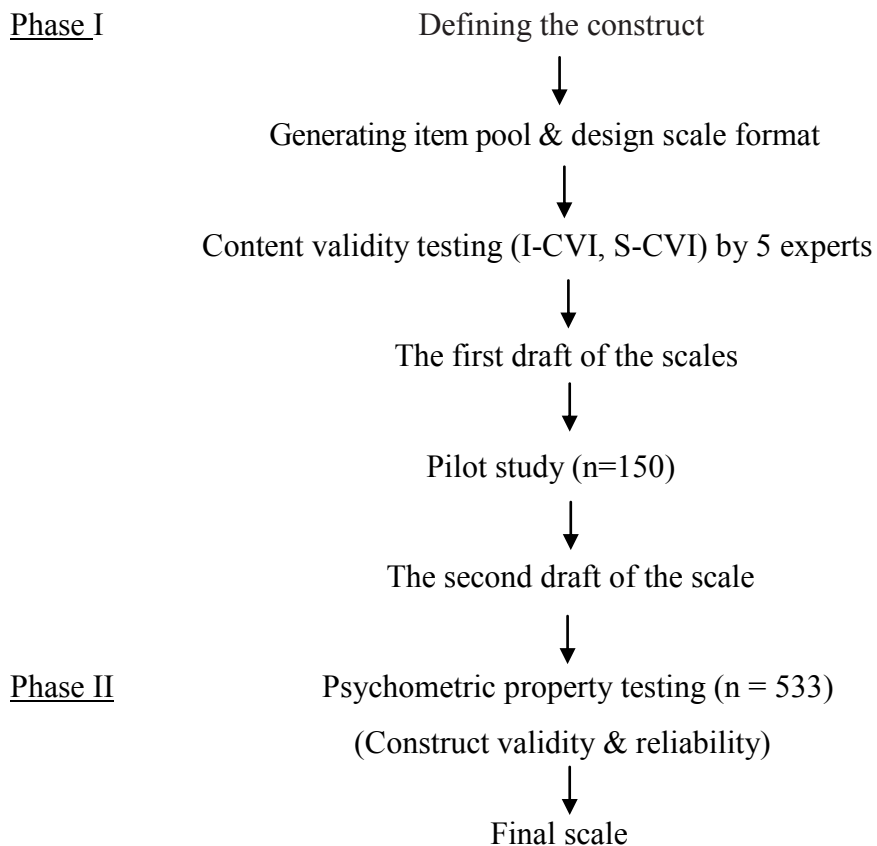 Phase I Defining the construct
Generating item pool & design scale format
Content validity testing (I-CVI, S-CVI) by 5 experts
The first draft of the scales
Pilot study (n=150)
The second draft of the scale
Phase II Psychometric property testing (n = 533)
(Construct validity & reliability)
Final scale